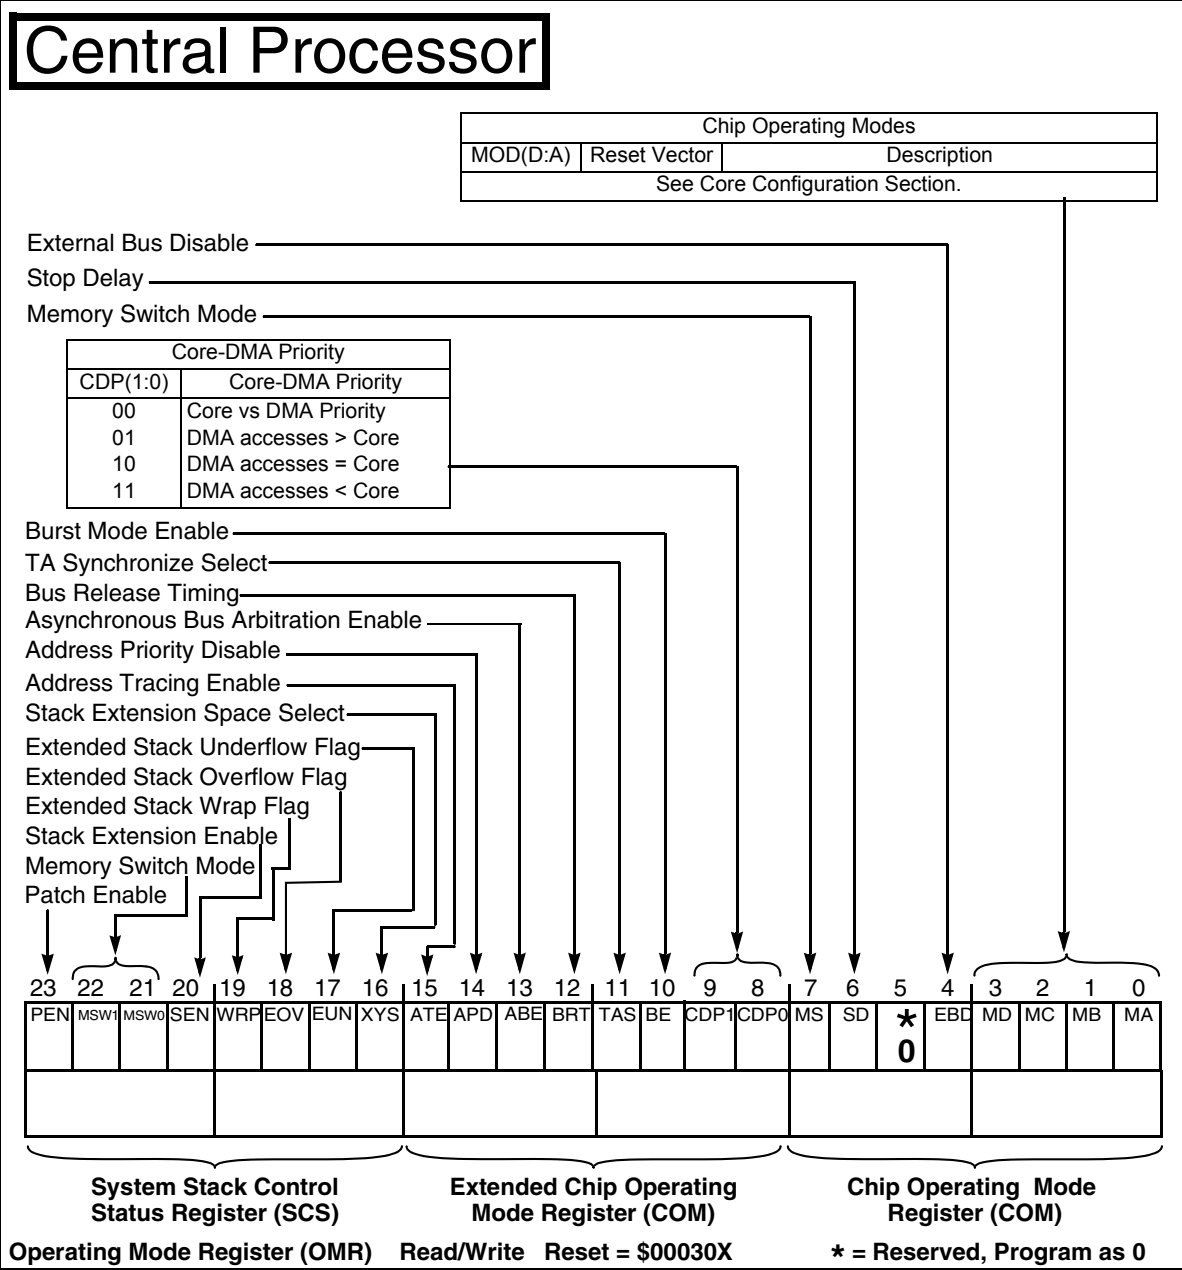 Central Processor
Chip Operating Modes
MOD(D:A) Reset Vector Description
See Core Configuration Section.
External Bus Disable
Stop Delay
Memory Switch Mode
Core-DMA Priority
CDP(1:0) Core-DMA Priority
00 Core vs DMA Priority
01 DMA accesses > Core
10 DMA accesses = Core
11 DMA accesses < Core
Burst Mode Enable
TA Synchronize Select
Bus Release Timing
Asynchronous Bus Arbitration Enable
Address Priority Disable
Address Tracing Enable
Stack Extension Space Select
Extended Stack Underflow Flag
Extended Stack Overflow Flag
Extended Stack Wrap Flag
Stack Extension Enable
Memory Switch Mode
Patch Enable
23 22 21 20 19 18 17 16 15 14 13 12 11 10 9 8 7 6 5 4 3 2 1 0
PEN MSW1 MSW0 SEN WRP EOV EUN XYS ATE APD ABE BRT TAS BE CDP1 CDP0 MS SD * EBD MD MC MB MA
0
System Stack Control Extended Chip Operating Chip Operating Mode
Status Register (SCS) Mode Register (COM) Register (COM)
Operating Mode Register (OMR) Read/Write Reset = $00030X * = Reserved, Program as 0